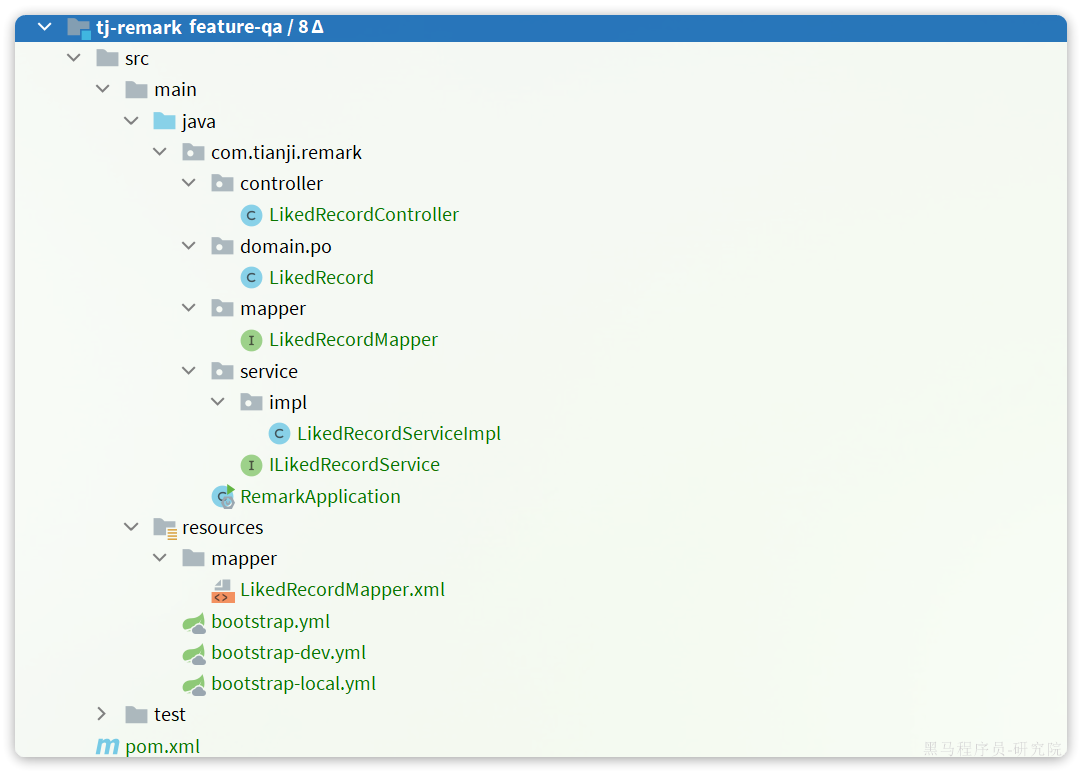 tj-remark feature-qa / 8 Δ
src
main
java
com.tianji.remark
controller
C LikedRecordController
domain.po
C LikedRecord
mapper
I LikedRecordMapper
service
impl
C LikedRecordServiceImpl
I ILikedRecordService
C RemarkApplication
resources
mapper
<> LikedRecordMapper.xml
bootstrap.yml
bootstrap-dev.yml
bootstrap-local.yml
test
m pom.xml
黑马程序员-研究院